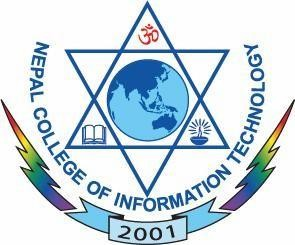 ॐ
NEPAL COLLEGE OF INFORMATION TECHNOLOGY
2001